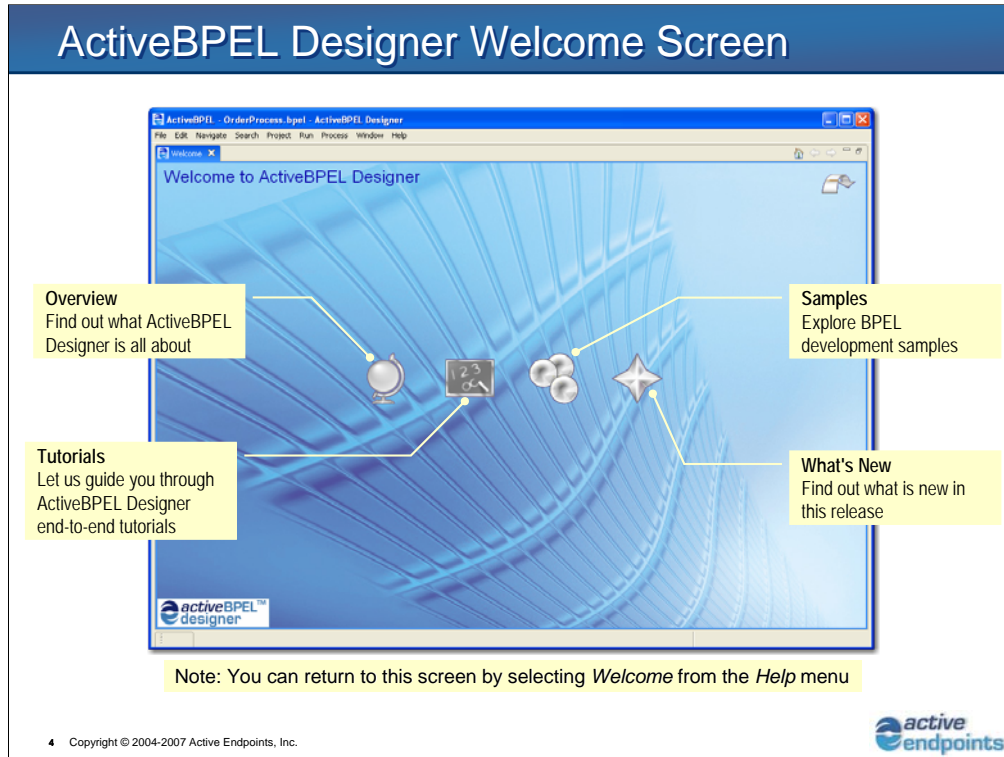 ActiveBPEL Designer Welcome Screen
ActiveBPEL - OrderProcess.bpel - ActiveBPEL Designer
File Edit Navigate Search Project Run Process Window Help
Welcome
Welcome to ActiveBPEL Designer
Overview
Find out what ActiveBPEL
Designer is all about
Samples
Explore BPEL
development samples
1 2 3
Tutorials
Let us guide you through
ActiveBPEL Designer
end-to-end tutorials
What's New
Find out what is new in
this release
activeBPEL™
designer
Note: You can return to this screen by selecting Welcome from the Help menu
4 Copyright © 2004-2007 Active Endpoints, Inc.
active
endpoints